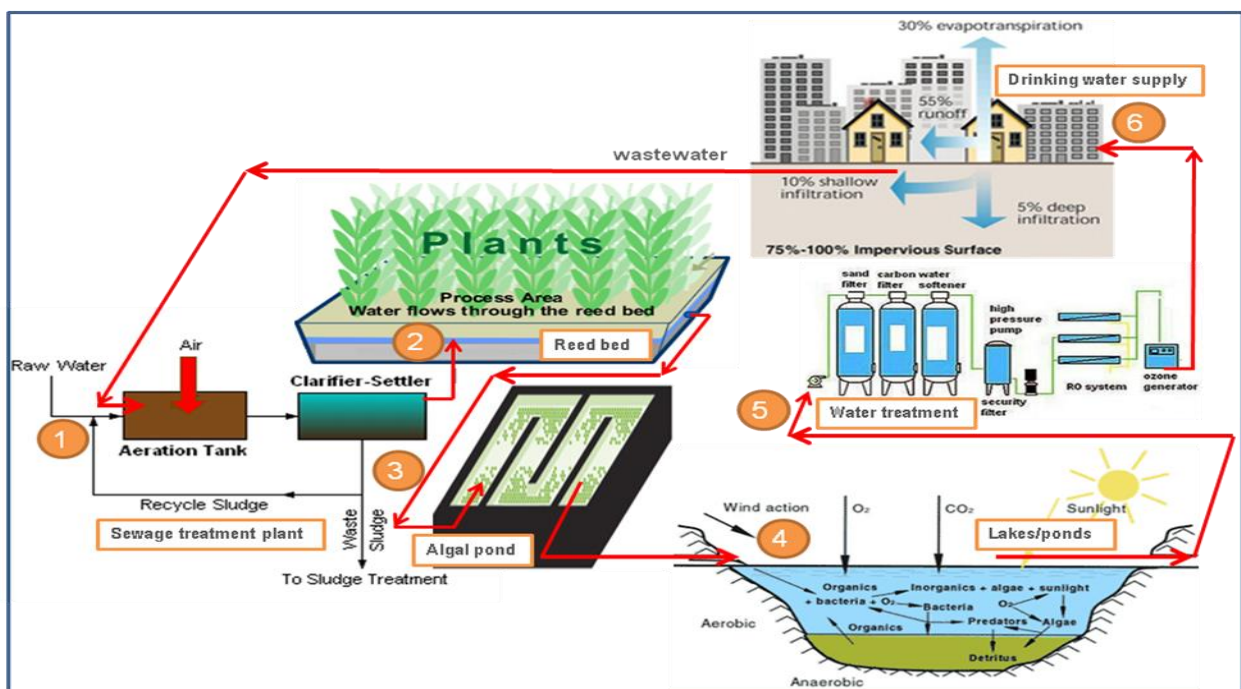 30% evapotranspiration
Drinking water supply
55%
runoff
6
wastewater
10% shallow
infiltration
5% deep
infiltration
75%-100% Impervious Surface
Plants
Process Area
Water flows through the reed bed
2
Reed bed
sand
filter
carbon
filter
water
softener
high
pressure
pump
RO system
ozone
generator
security
filter
5
Water treatment
Raw Water
Air
Clarifier-Settler
1
Aeration Tank
3
Recycle Sludge
Sewage treatment plant
Waste
Sludge
To Sludge Treatment
Algal pond
Wind action
4
O₂
CO₂
Sunlight
Lakes/ponds
Organics
+ bacteria + O₂
Inorganics + algae + sunlight
Bacteria
O₂
Organics
Predators
Algae
Detritus
Aerobic
Anaerobic